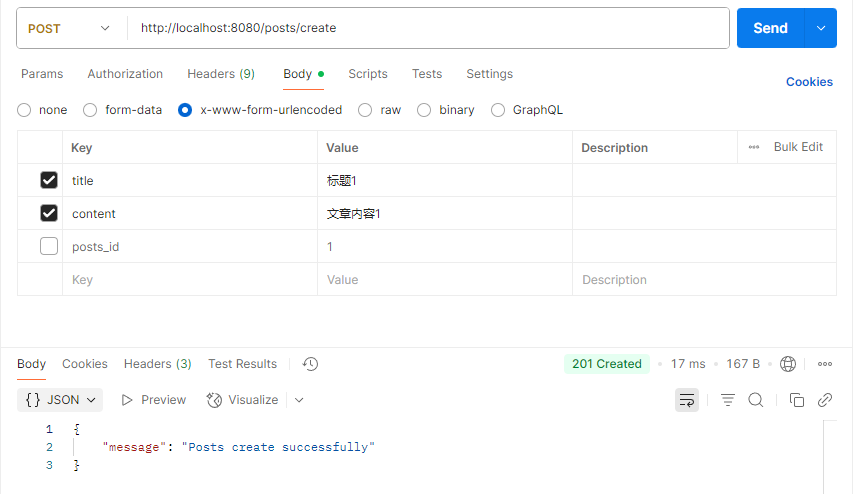 POST http://localhost:8080/posts/create Send
Params Authorization Headers (9) Body Scripts Tests Settings Cookies
none form-data x-www-form-urlencoded raw binary GraphQL
Key Value Description Bulk Edit
title 标题1
content 文章内容1
posts_id 1
Key Value Description
Body Cookies Headers (3) Test Results 201 Created 17 ms 167 B
{} JSON Preview Visualize
1 {
2 "message": "Posts create successfully"
3 }